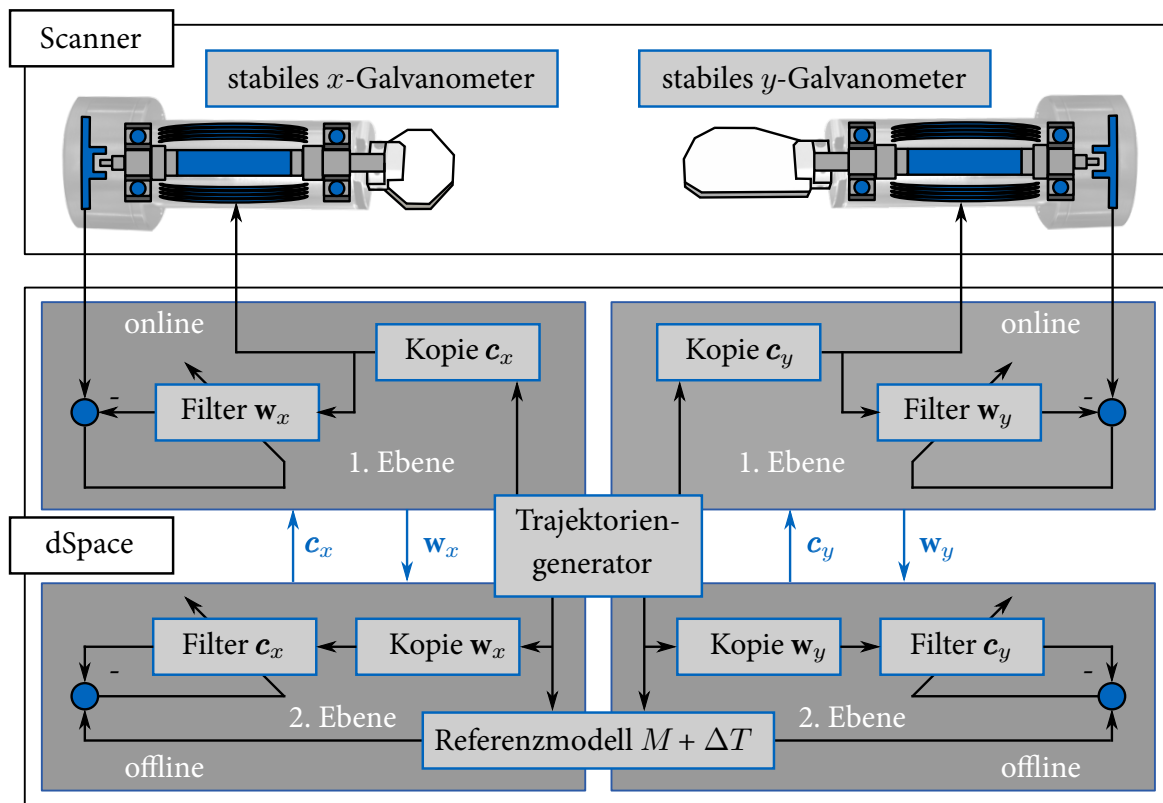 Scanner
stabiles x-Galvanometer
stabiles y-Galvanometer
online
online
Kopie c_x
Kopie c_y
-
Filter w_x
Filter w_y
-
1. Ebene
1. Ebene
Trajektorien-
generator
dSpace
c_x
w_x
c_y
w_y
Filter c_x
Kopie w_x
Kopie w_y
Filter c_y
-
-
2. Ebene
2. Ebene
Referenzmodell M + ΔT
offline
offline